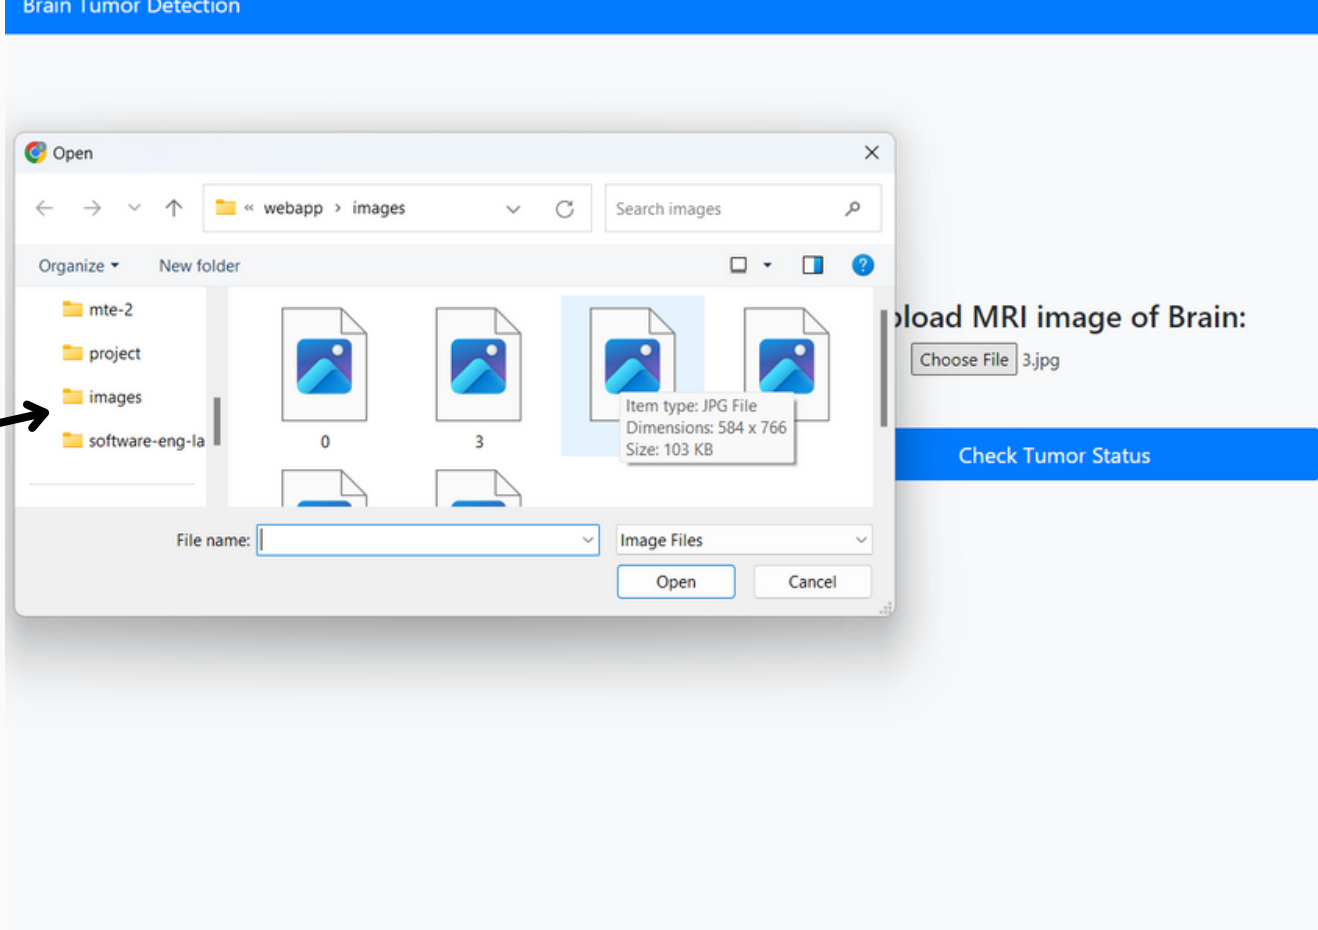 Brain Tumor Detection
Open
« webapp > images
Search images
Organize
New folder
mte-2
project
images
software-eng-la
0
3
Item type: JPG File
Dimensions: 584 x 766
Size: 103 KB
File name:
Image Files
Open
Cancel
load MRI image of Brain:
Choose File 3.jpg
Check Tumor Status